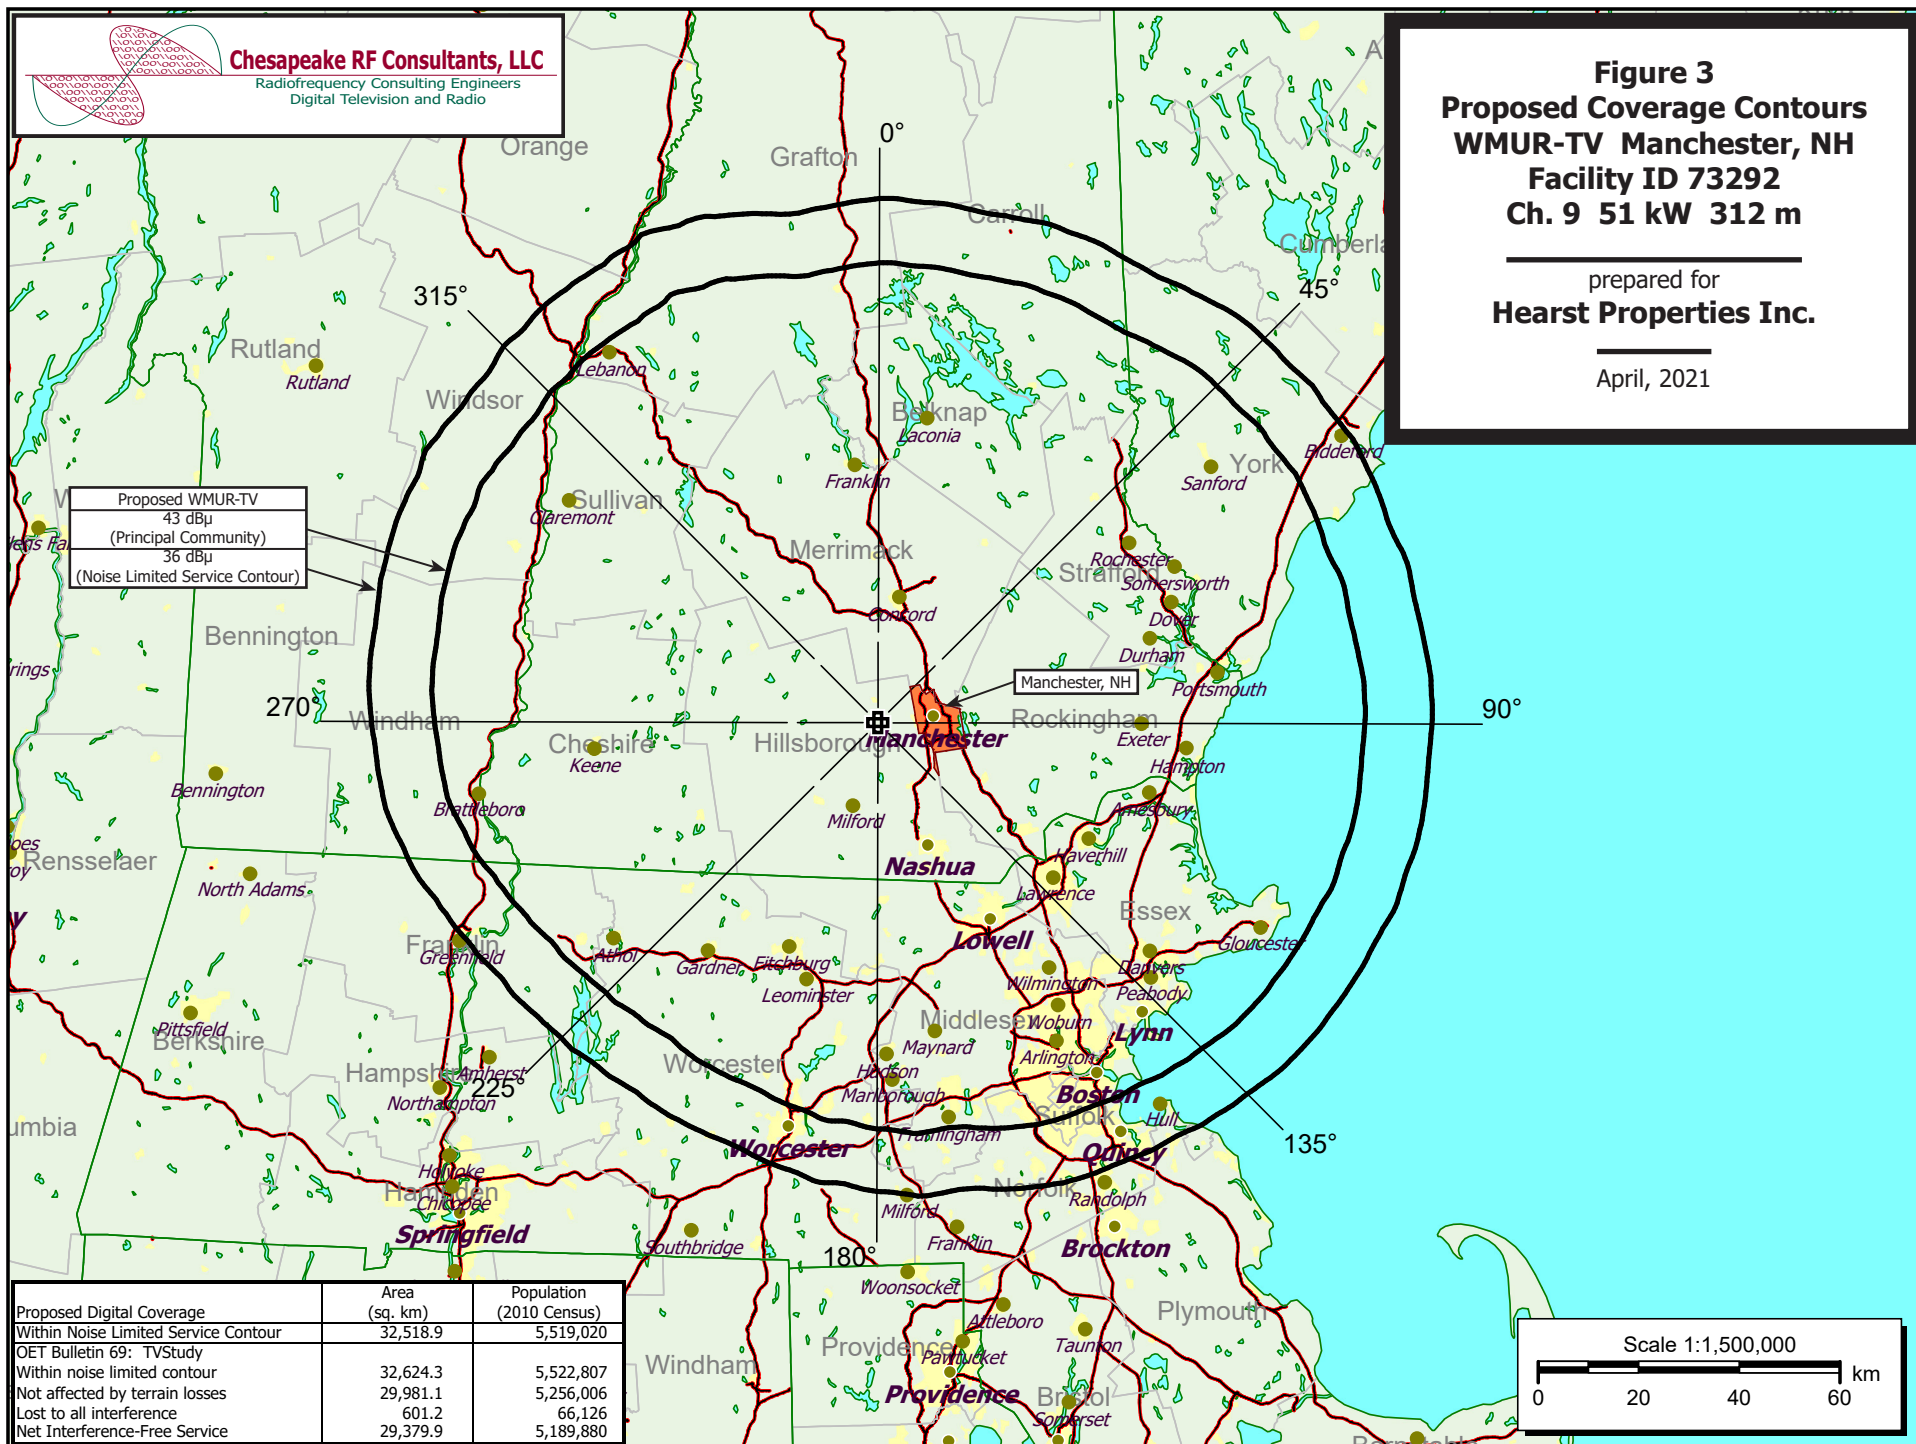 Chesapeake RF Consultants, LLC
Radiofrequency Consulting Engineers
Digital Television and Radio
Figure 3
Proposed Coverage Contours
WMUR-TV Manchester, NH
Facility ID 73292
Ch. 9 51 kW 312 m
prepared for
Hearst Properties Inc.
April, 2021
Orange
Grafton
0°
Carroll
Cumberla
315°
45°
Rutland
Rutland
Lebanon
Windsor
Belknap
Laconia
Biddeford
Franklin
York
Sanford
Sullivan
Claremont
Proposed WMUR-TV
43 dBµ
(Principal Community)
36 dBµ
(Noise Limited Service Contour)
Merrimack
Rochester
Strafford
Somersworth
Concord
Dover
Bennington
Durham
rings
Manchester, NH
Portsmouth
270°
Windham
90°
Rockingham
Exeter
Cheshire
Keene
Hillsborough
Manchester
Hampton
Bennington
Brattleboro
Milford
Amesbury
oes
Rensselaer
roy
Haverhill
Nashua
North Adams
Lawrence
y
Essex
Franklin
Greenfield
Athol
Gardner
Fitchburg
Lowell
Gloucester
Leominster
Wilmington
Danvers
Peabody
Pittsfield
Berkshire
Middlesex
Woburn
Lynn
Maynard
Arlington
Worcester
Hampshire
Amherst
Hudson
225°
Northampton
Marlborough
Boston
Suffolk
Hull
umbia
Framingham
135°
Worcester
Quincy
Holyoke
Hampden
Chicopee
Norfolk
Randolph
Milford
Springfield
Southbridge
180°
Franklin
Brockton
Woonsocket
Plymouth
Attleboro
Providence
Pawtucket
Taunton
Windham
Providence
Bristol
Somerset
Barnstable
Proposed Digital Coverage Area (sq. km) Population (2010 Census)
Within Noise Limited Service Contour 32,518.9 5,519,020
OET Bulletin 69: TVStudy
Within noise limited contour 32,624.3 5,522,807
Not affected by terrain losses 29,981.1 5,256,006
Lost to all interference 601.2 66,126
Net Interference-Free Service 29,379.9 5,189,880
Scale 1:1,500,000
km
0 20 40 60